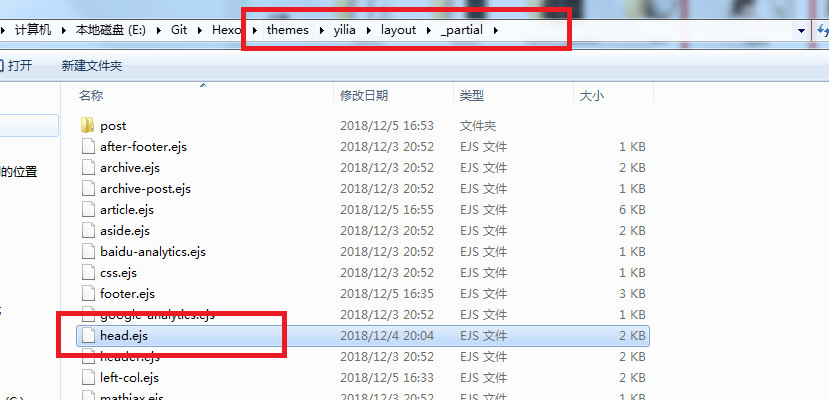 计算机 本地磁盘 (E:) Git Hexo themes yilia layout _partial
打开 新建文件夹
名称 修改日期 类型 大小
post 2018/12/5 16:53 文件夹
after-footer.ejs 2018/12/3 20:52 EJS 文件 1 KB
archive.ejs 2018/12/3 20:52 EJS 文件 2 KB
的位置
archive-post.ejs 2018/12/3 20:52 EJS 文件 1 KB
article.ejs 2018/12/5 16:55 EJS 文件 6 KB
aside.ejs 2018/12/3 20:52 EJS 文件 2 KB
baidu-analytics.ejs 2018/12/3 20:52 EJS 文件 1 KB
css.ejs 2018/12/3 20:52 EJS 文件 1 KB
footer.ejs 2018/12/5 16:35 EJS 文件 3 KB
google-analytics.ejs 2018/12/3 20:52 EJS 文件 1 KB
head.ejs 2018/12/4 20:04 EJS 文件 2 KB
header.ejs 2018/12/3 20:52 EJS 文件 2 KB
left-col.ejs 2018/12/5 16:33 EJS 文件 2 KB
mathjax.ejs 2018/12/3 20:52 EJS 文件 2 KB